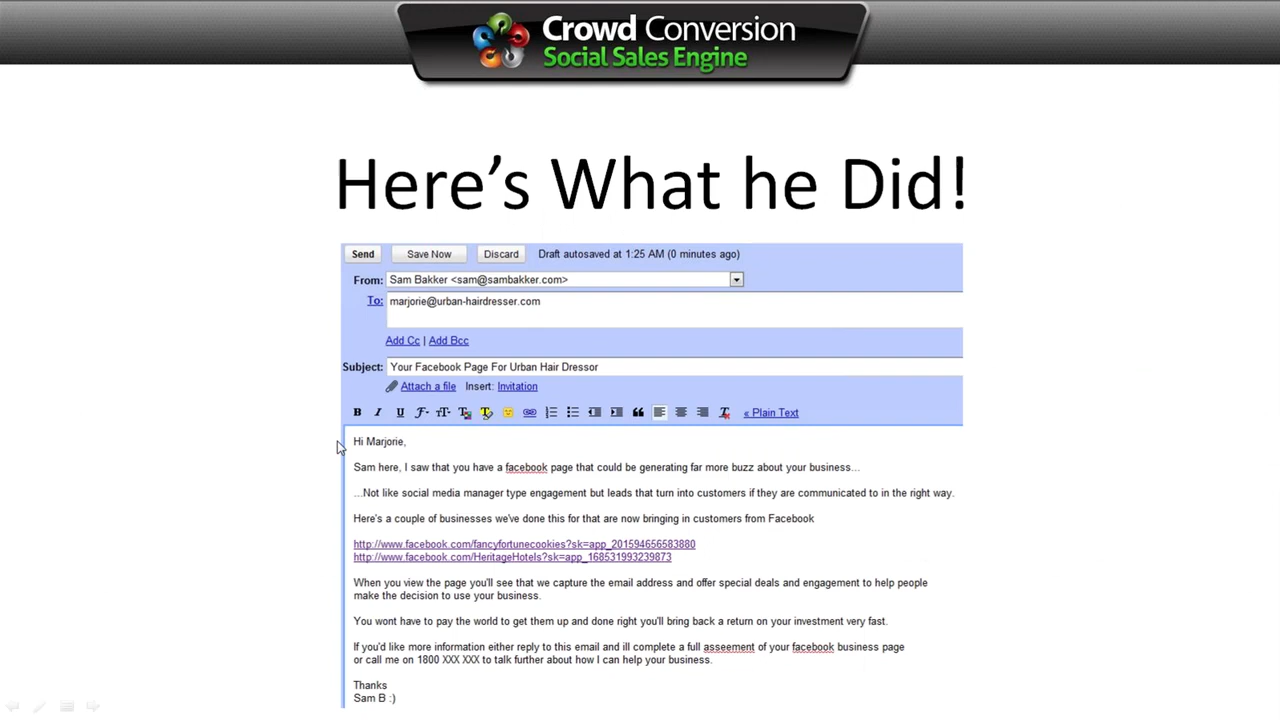 Crowd Conversion
Social Sales Engine
Here's What he Did!
Send Save Now Discard Draft autosaved at 1:25 AM (0 minutes ago)
From: Sam Bakker <sam@sambakker.com>
To: marjorie@urban-hairdresser.com
Add Cc | Add Bcc
Subject: Your Facebook Page For Urban Hair Dressor
Attach a file Insert: Invitation
B I U F TT T T « Plain Text
Hi Marjorie,
Sam here, I saw that you have a facebook page that could be generating far more buzz about your business...
...Not like social media manager type engagement but leads that turn into customers if they are communicated to in the right way.
Here's a couple of businesses we've done this for that are now bringing in customers from Facebook
http://www.facebook.com/fancyfortunecookies?sk=app_201594656583880
http://www.facebook.com/HeritageHotels?sk=app_168531993239873
When you view the page you'll see that we capture the email address and offer special deals and engagement to help people
make the decision to use your business.
You wont have to pay the world to get them up and done right you'll bring back a return on your investment very fast.
If you'd like more information either reply to this email and ill complete a full asseement of your facebook business page
or call me on 1800 XXX XXX to talk further about how I can help your business.
Thanks
Sam B :)